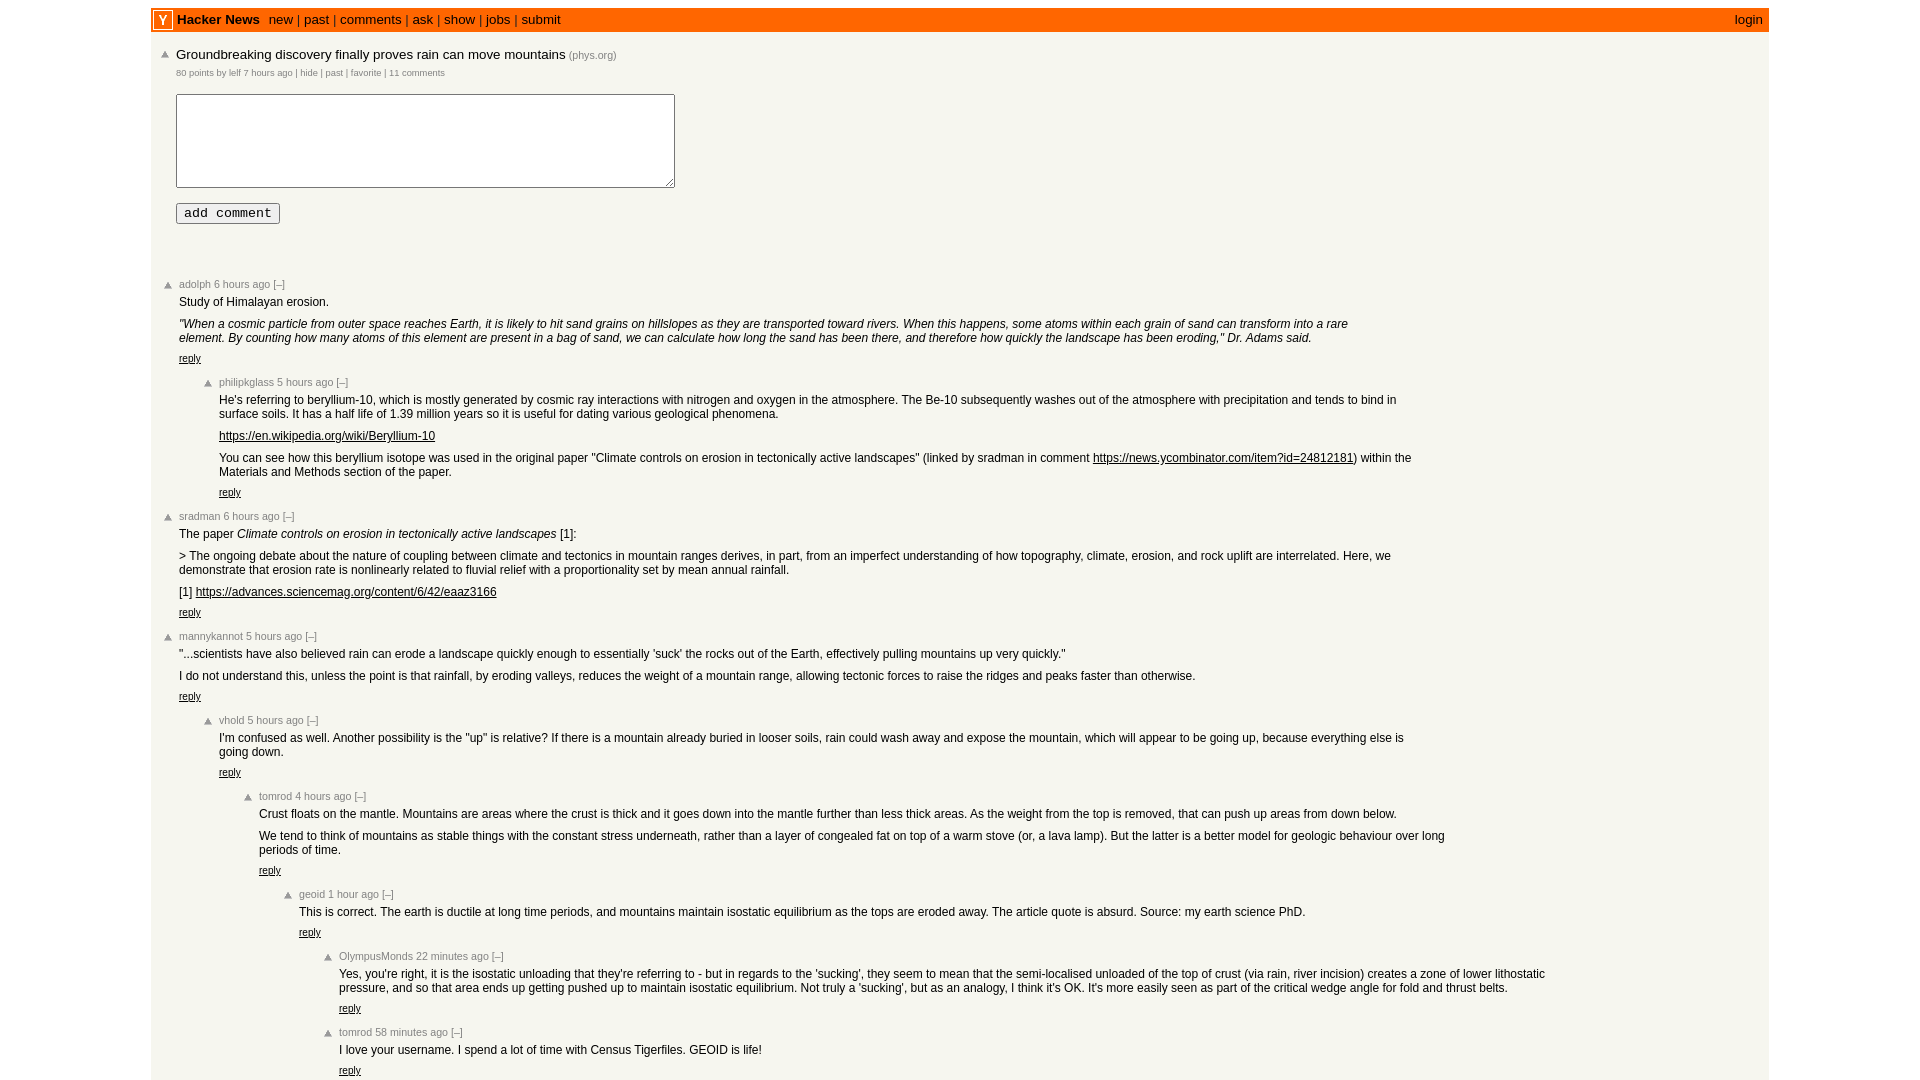 Y Hacker News new | past | comments | ask | show | jobs | submit login
Groundbreaking discovery finally proves rain can move mountains (phys.org)
80 points by lelf 7 hours ago | hide | past | favorite | 11 comments
add comment
adolph 6 hours ago [–]
Study of Himalayan erosion.
"When a cosmic particle from outer space reaches Earth, it is likely to hit sand grains on hillslopes as they are transported toward rivers. When this happens, some atoms within each grain of sand can transform into a rare
element. By counting how many atoms of this element are present in a bag of sand, we can calculate how long the sand has been there, and therefore how quickly the landscape has been eroding," Dr. Adams said.
reply
philipkglass 5 hours ago [–]
He's referring to beryllium-10, which is mostly generated by cosmic ray interactions with nitrogen and oxygen in the atmosphere. The Be-10 subsequently washes out of the atmosphere with precipitation and tends to bind in
surface soils. It has a half life of 1.39 million years so it is useful for dating various geological phenomena.
https://en.wikipedia.org/wiki/Beryllium-10
You can see how this beryllium isotope was used in the original paper "Climate controls on erosion in tectonically active landscapes" (linked by sradman in comment https://news.ycombinator.com/item?id=24812181) within the
Materials and Methods section of the paper.
reply
sradman 6 hours ago [–]
The paper Climate controls on erosion in tectonically active landscapes [1]:
> The ongoing debate about the nature of coupling between climate and tectonics in mountain ranges derives, in part, from an imperfect understanding of how topography, climate, erosion, and rock uplift are interrelated. Here, we
demonstrate that erosion rate is nonlinearly related to fluvial relief with a proportionality set by mean annual rainfall.
[1] https://advances.sciencemag.org/content/6/42/eaaz3166
reply
mannykannot 5 hours ago [–]
"...scientists have also believed rain can erode a landscape quickly enough to essentially 'suck' the rocks out of the Earth, effectively pulling mountains up very quickly."
I do not understand this, unless the point is that rainfall, by eroding valleys, reduces the weight of a mountain range, allowing tectonic forces to raise the ridges and peaks faster than otherwise.
reply
vhold 5 hours ago [–]
I'm confused as well. Another possibility is the "up" is relative? If there is a mountain already buried in looser soils, rain could wash away and expose the mountain, which will appear to be going up, because everything else is
going down.
reply
tomrod 4 hours ago [–]
Crust floats on the mantle. Mountains are areas where the crust is thick and it goes down into the mantle further than less thick areas. As the weight from the top is removed, that can push up areas from down below.
We tend to think of mountains as stable things with the constant stress underneath, rather than a layer of congealed fat on top of a warm stove (or, a lava lamp). But the latter is a better model for geologic behaviour over long
periods of time.
reply
geoid 1 hour ago [–]
This is correct. The earth is ductile at long time periods, and mountains maintain isostatic equilibrium as the tops are eroded away. The article quote is absurd. Source: my earth science PhD.
reply
OlympusMonds 22 minutes ago [–]
Yes, you're right, it is the isostatic unloading that they're referring to - but in regards to the 'sucking', they seem to mean that the semi-localised unloaded of the top of crust (via rain, river incision) creates a zone of lower lithostatic
pressure, and so that area ends up getting pushed up to maintain isostatic equilibrium. Not truly a 'sucking', but as an analogy, I think it's OK. It's more easily seen as part of the critical wedge angle for fold and thrust belts.
reply
tomrod 58 minutes ago [–]
I love your username. I spend a lot of time with Census Tigerfiles. GEOID is life!
reply